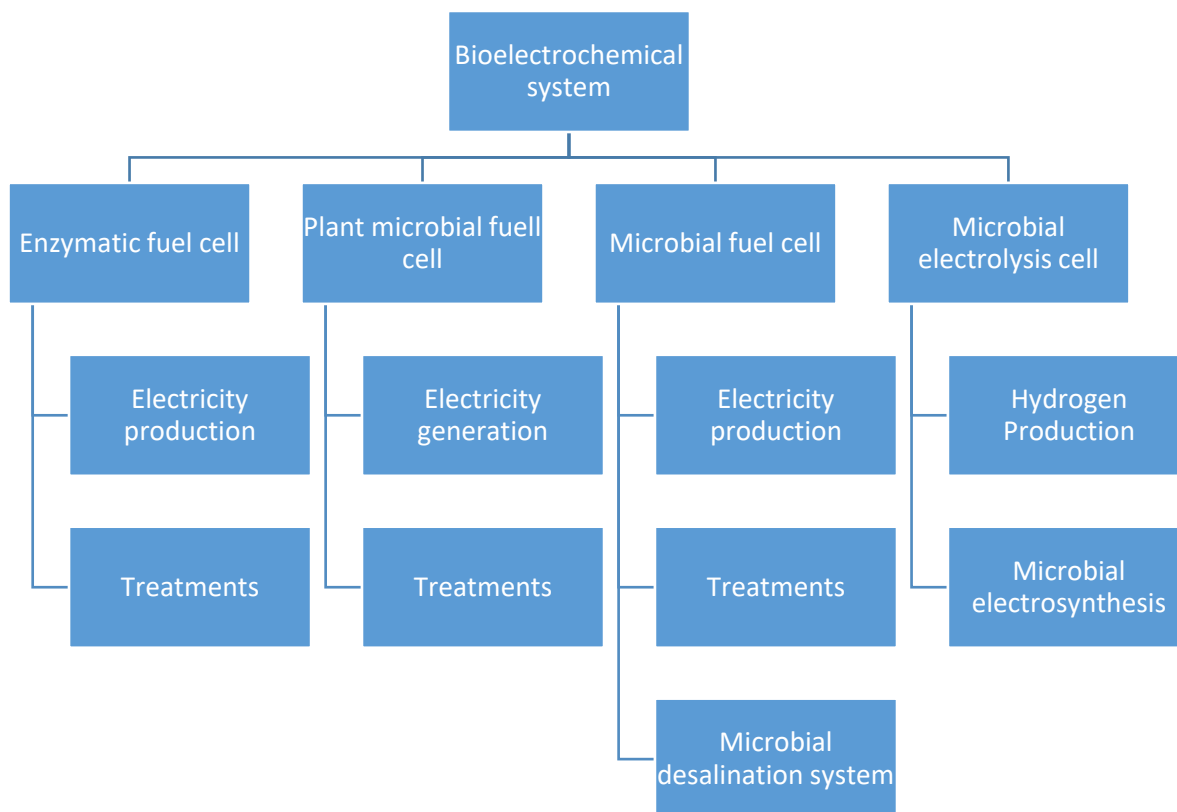 Bioelectrochemical
system
Enzymatic fuel cell
Plant microbial fuell
cell
Microbial fuel cell
Microbial
electrolysis cell
Electricity
production
Electricity
generation
Electricity
production
Hydrogen
Production
Treatments
Treatments
Treatments
Microbial
electrosynthesis
Microbial
desalination system